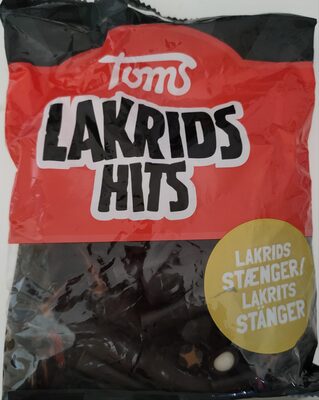 Toms
LAKRIDS
HITS
LAKRIDS
STÆNGER/
LAKRITS
STÄNGER